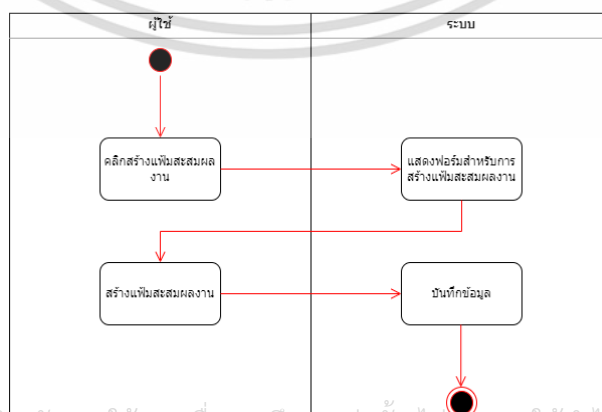 ผู้ใช้
ระบบ
คลิกสร้างแฟ้มสะสมผล
งาน
แสดงฟอร์มสำหรับการ
สร้างแฟ้มสะสมผลงาน
สร้างแฟ้มสะสมผลงาน
บันทึกข้อมูล